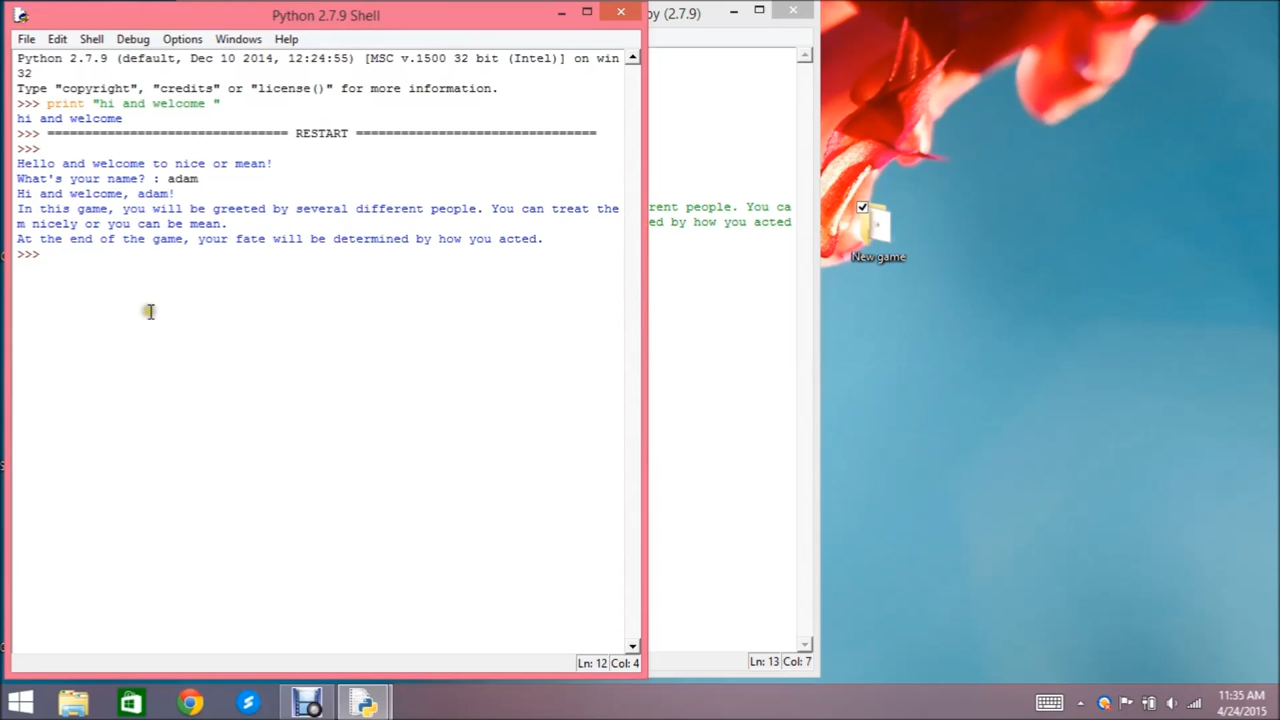 Python 2.7.9 Shell
py (2.7.9)
File Edit Shell Debug Options Windows Help
Python 2.7.9 (default, Dec 10 2014, 12:24:55) [MSC v.1500 32 bit (Intel)] on win
32
Type "copyright", "credits" or "license()" for more information.
>>> print "hi and welcome "
hi and welcome
>>> ================================ RESTART ================================
>>>
Hello and welcome to nice or mean!
What's your name? : adam
Hi and welcome, adam!
In this game, you will be greeted by several different people. You can treat the
m nicely or you can be mean.
At the end of the game, your fate will be determined by how you acted.
>>>
rent people. You ca
ed by how you acted
New game
Ln: 12 Col: 4
Ln: 13 Col: 7
11:35 AM
4/24/2015